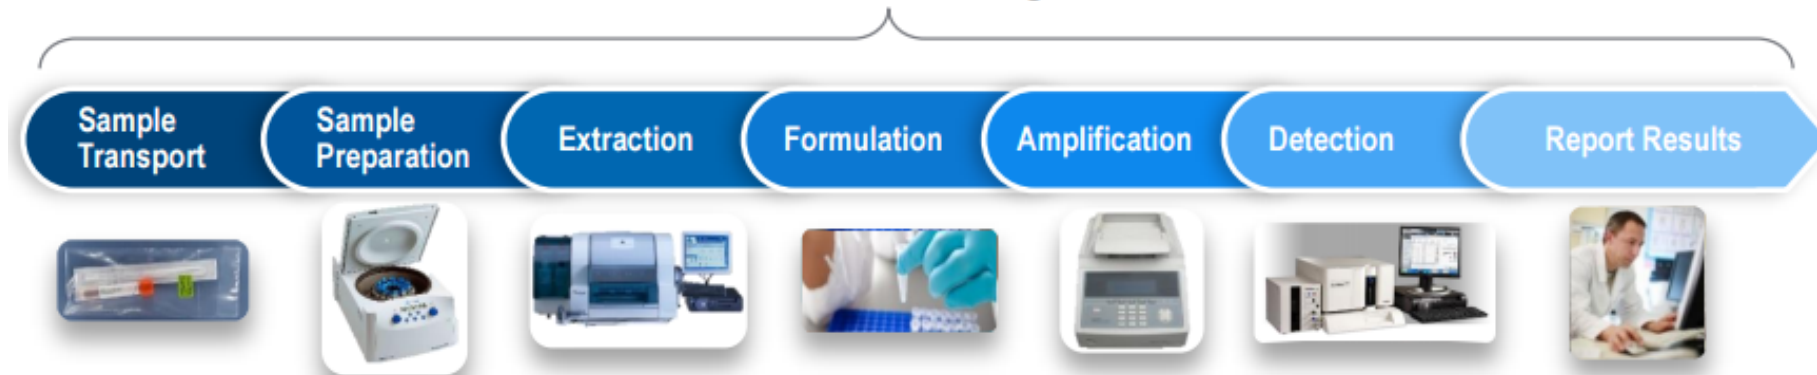 Sample
Transport
Sample
Preparation
Extraction
Formulation
Amplification
Detection
Report Results